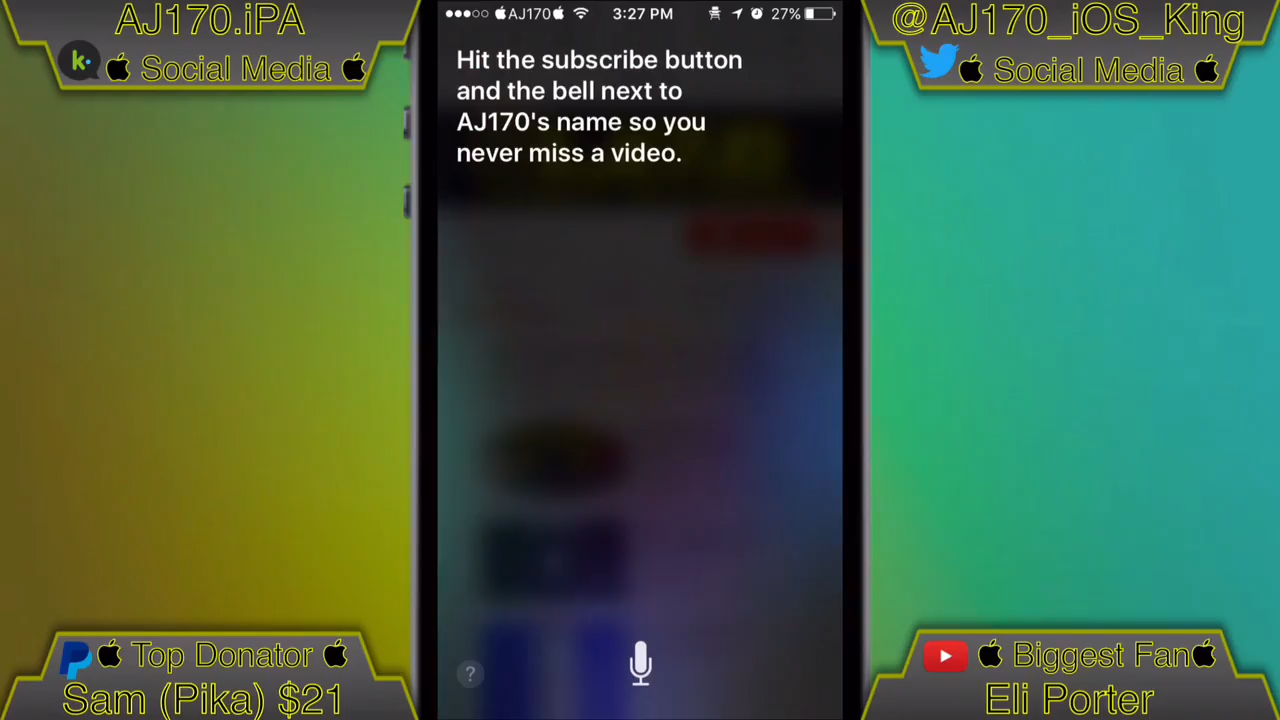 AJ170.iPA
k Social Media
AJ170 3:27 PM 27%
Hit the subscribe button
and the bell next to
AJ170's name so you
never miss a video.
?
@AJ170_iOS_King
Social Media
Top Donator
Sam (Pika) $21
Biggest Fan
Eli Porter